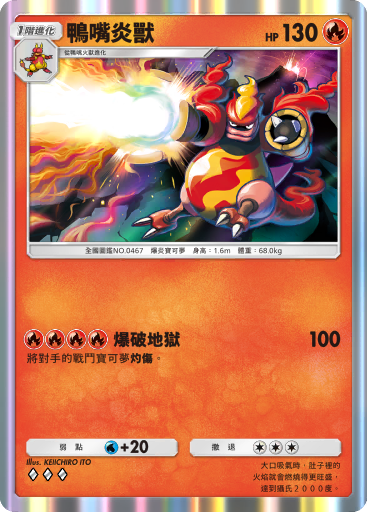 1階進化
鴨嘴炎獸
HP 130
從鴨嘴火獸進化
全國圖鑑NO.0467 爆炎寶可夢 身高：1.6m 體重：68.0kg
爆破地獄 100
將對手的戰鬥寶可夢灼傷。
弱點 +20 撤退
Illus. KEIICHIRO ITO
大口吸氣時，肚子裡的
火焰就會燃燒得更旺盛，
達到攝氏２０００度。